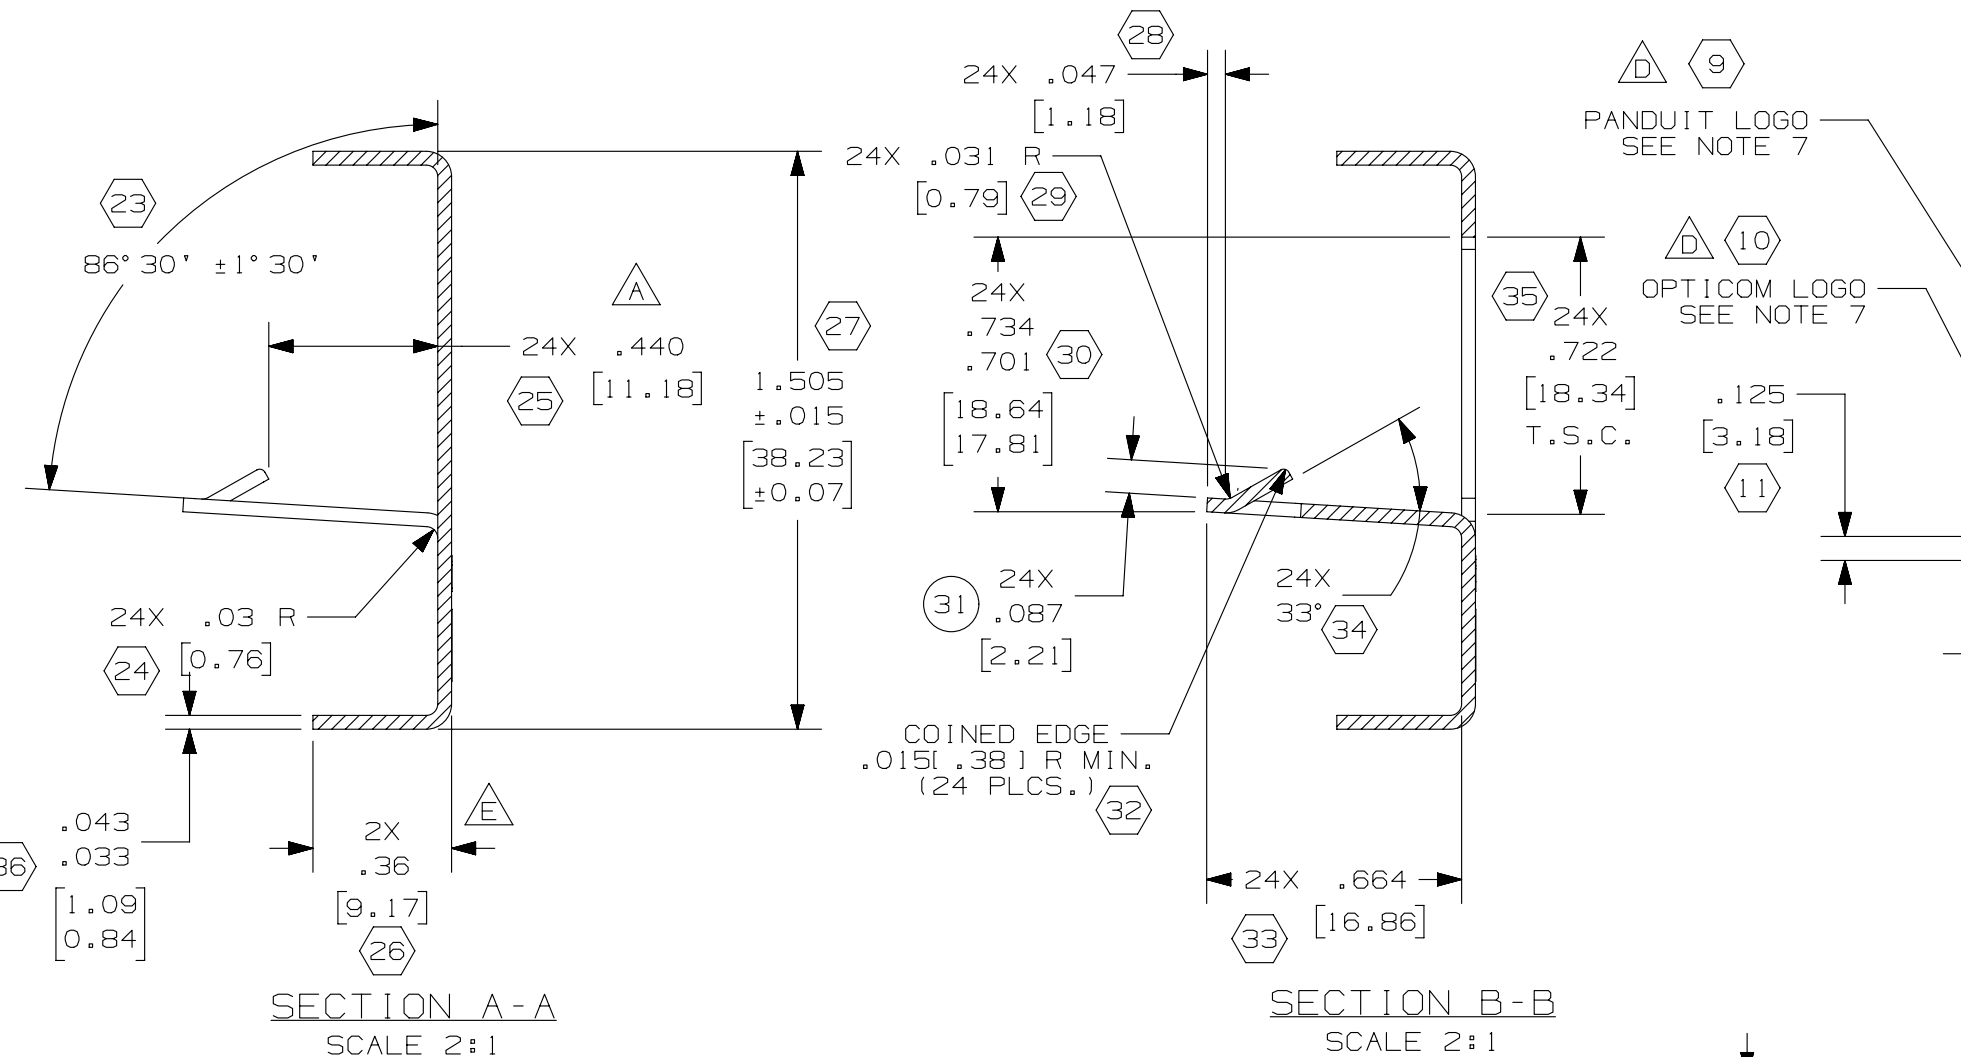 23
86°30' ±1°30'
A
24X .440
[11.18]
25
27
1.505
±.015
[38.23
±0.07]
24X .03 R
[0.76]
24
.043
.033
[1.09
0.84]
2X
.36
[9.17]
26
E
SECTION A-A
SCALE 2:1
28
24X .047
[1.18]
24X .031 R
[0.79]
29
24X
.734
.701
30
[18.64
17.81]
31
24X
.087
[2.21]
24X
33°
34
35
24X
.722
[18.34]
T.S.C.
COINED EDGE
.015[.38] R MIN.
(24 PLCS.)
32
24X .664
[16.86]
33
SECTION B-B
SCALE 2:1
D
9
PANDUIT LOGO
SEE NOTE 7
D
10
OPTICOM LOGO
SEE NOTE 7
.125
[3.18]
11